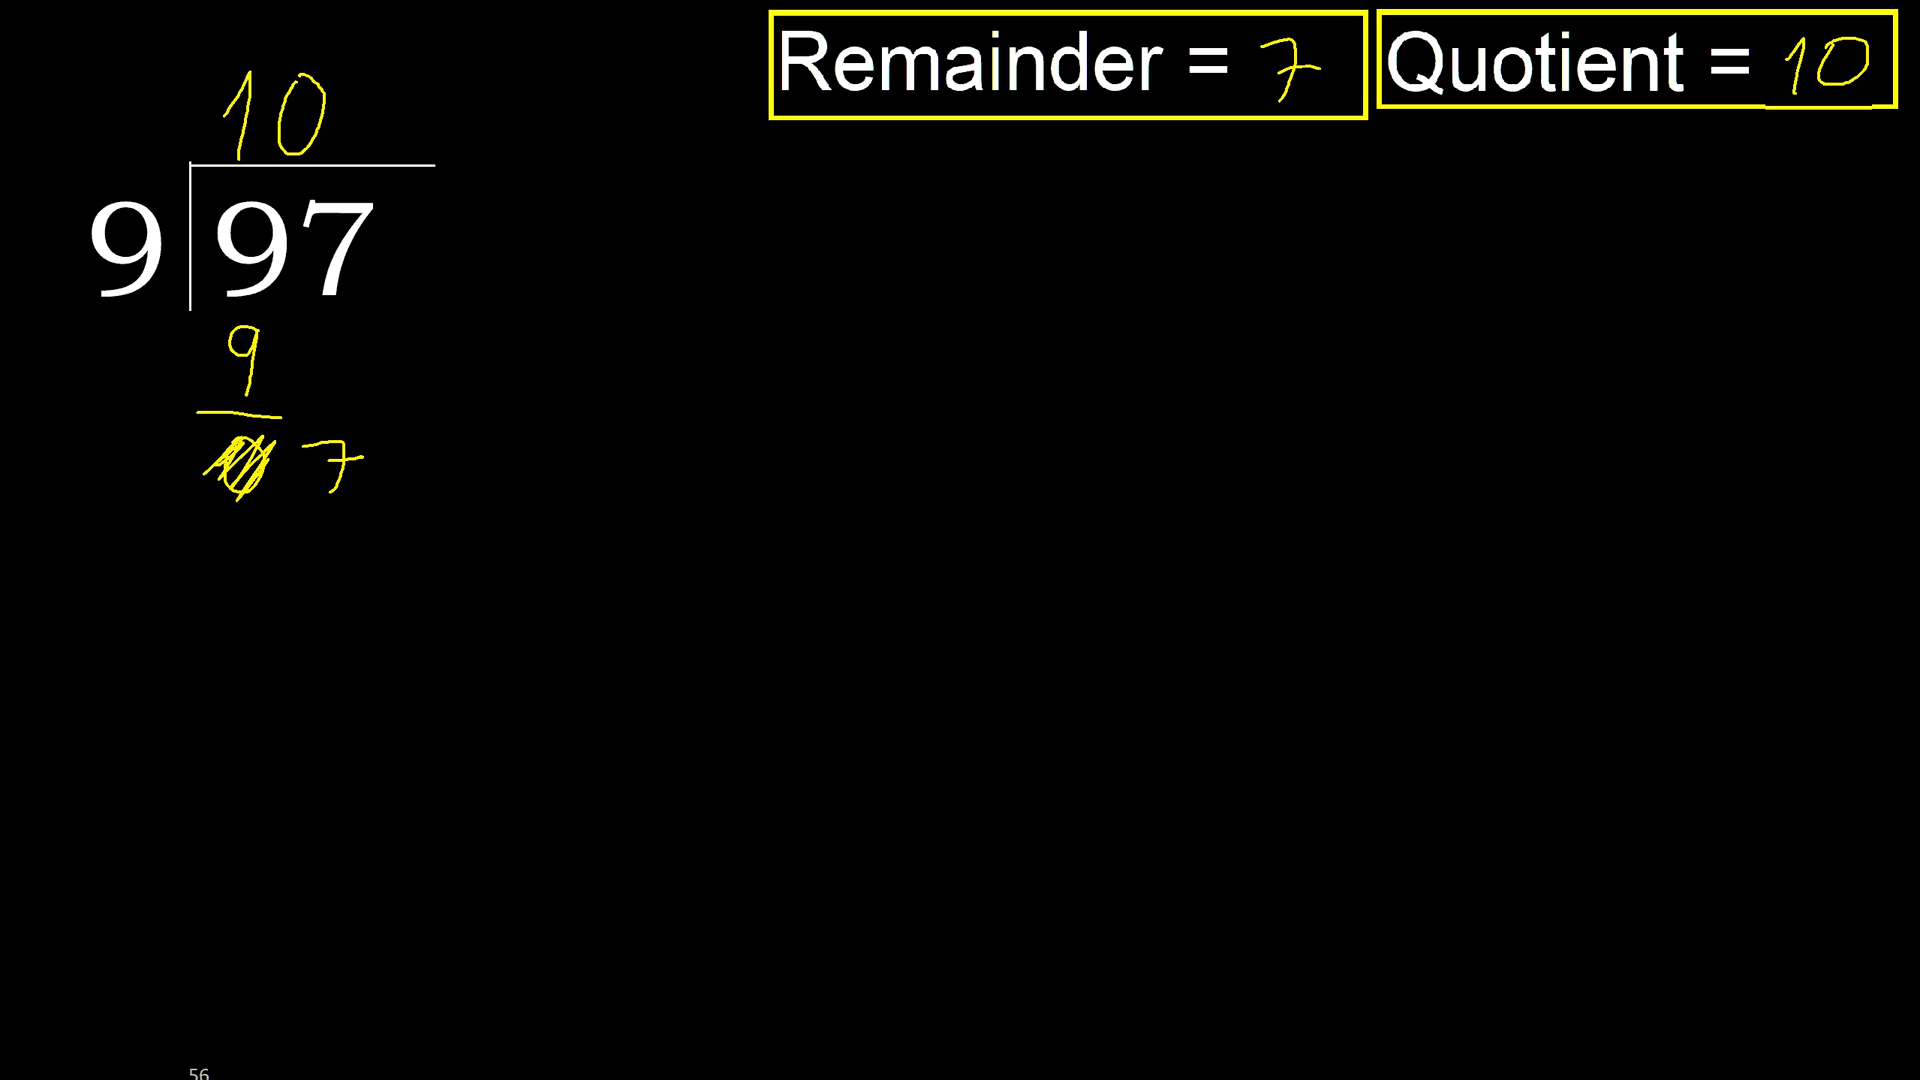 Remainder = 7
Quotient = 10
10
9 97
9
7
56